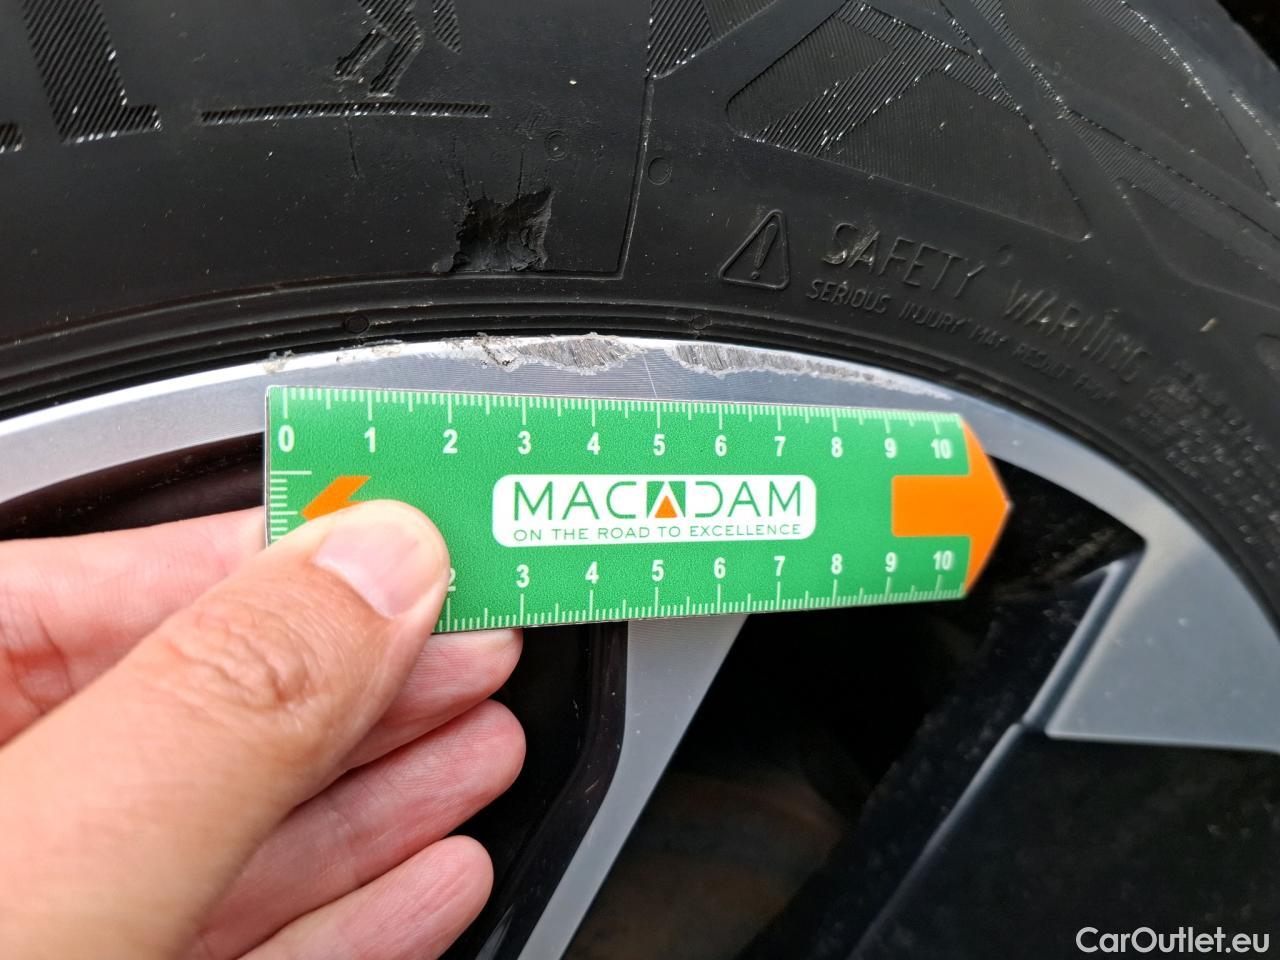 SAFETY WARNING
SERIOUS INJURY MAY RESULT FROM
0 1 2 3 4 5 6 7 8 9 10
MACADAM
ON THE ROAD TO EXCELLENCE
2 3 4 5 6 7 8 9 10
CarOutlet.eu